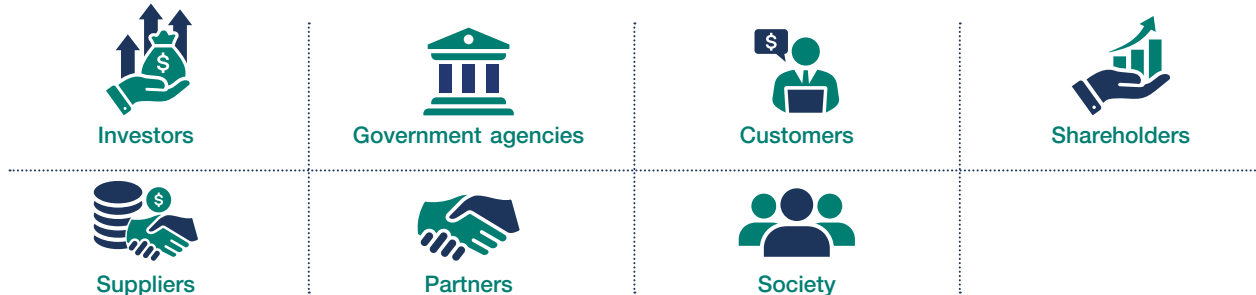 $
$
Investors
Government agencies
Customers
Shareholders
$
Suppliers
Partners
Society